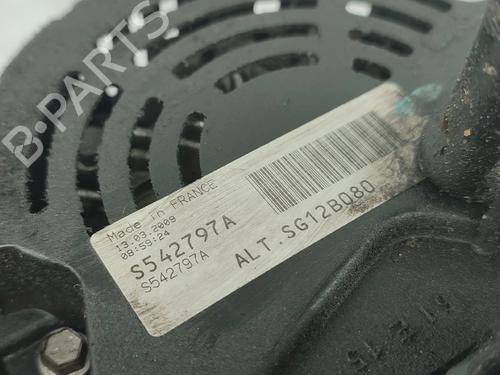 B-PARTS
Made in FRANCE
13.03.2009
08:59:24
S542797A
S542797A
ALT. SG12B080